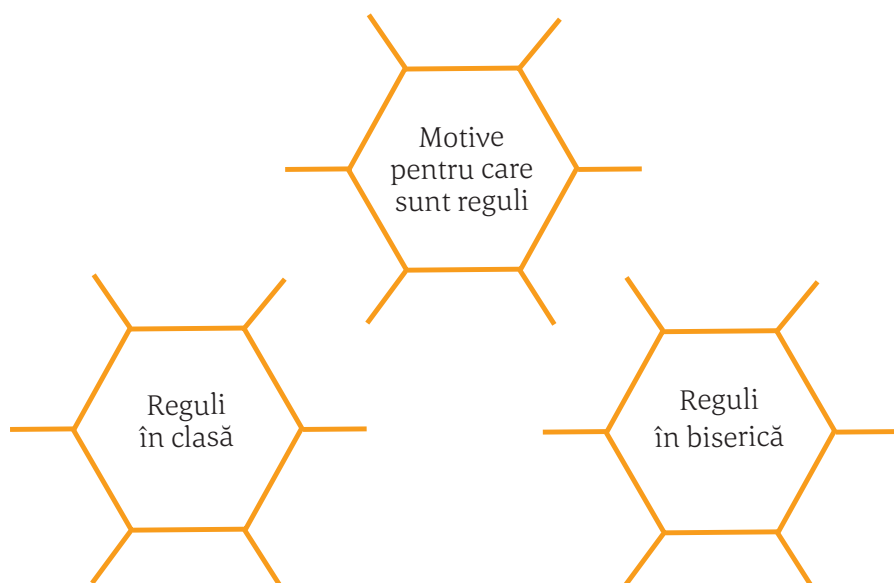 Motive
pentru care
sunt reguli
Reguli
în clasă
Reguli
în biserică